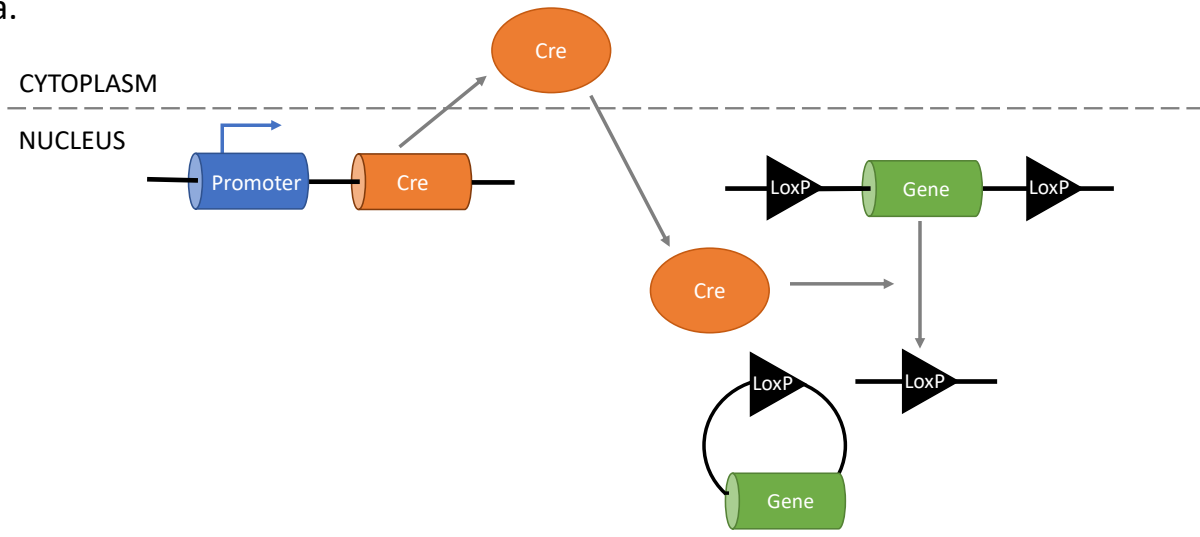 a.
Cre
CYTOPLASM
NUCLEUS
Promoter
Cre
LoxP
Gene
LoxP
Cre
LoxP
LoxP
Gene